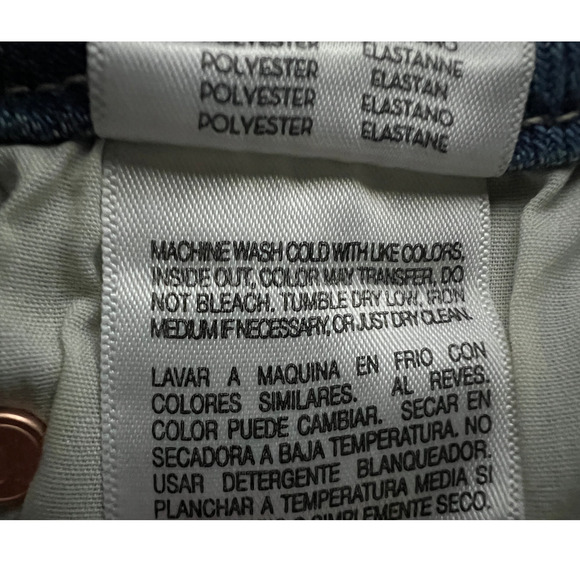 POLYESTER ELASTANNE
POLYESTER ELASTAN
POLYESTER ELASTANO
POLYESTER ELASTANE
MACHINE WASH COLD WITH LIKE COLORS,
INSIDE OUT, COLOR MAY TRANSFER, DO
NOT BLEACH. TUMBLE DRY LOW, IRON
MEDIUM IF NECESSARY, OR JUST DRY CLEAN.
LAVAR A MAQUINA EN FRIO CON
COLORES SIMILARES. AL REVES.
COLOR PUEDE CAMBIAR. SECAR EN
SECADORA A BAJA TEMPERATURA. NO
USAR DETERGENTE BLANQUEADOR.
PLANCHAR A TEMPERATURA MEDIA SI
O SIMPLEMENTE SECO.